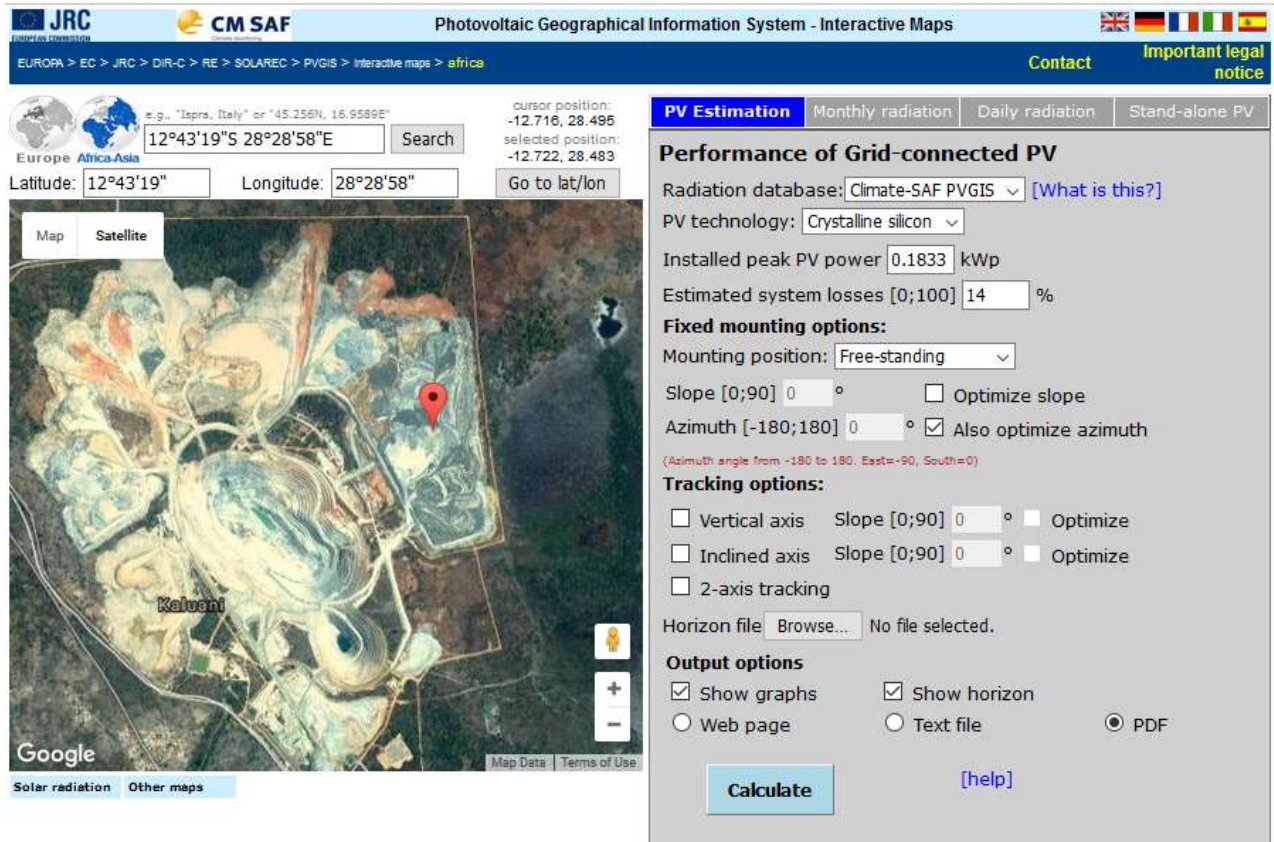 JRC
EUROPEAN COMMISSION
CM SAF
Climate monitoring
Photovoltaic Geographical Information System - Interactive Maps
EUROPA > EC > JRC > DIR-C > RE > SOLAREC > PVGIS > Interactive maps > africa
Contact
Important legal
notice
Europe
Africa-Asia
e.g., "Ispra, Italy" or "45.256N, 16.9589E"
12°43'19"S 28°28'58"E
Search
cursor position:
-12.716, 28.495
selected position:
-12.722, 28.483
Latitude: 12°43'19"
Longitude: 28°28'58"
Go to lat/lon
Map
Satellite
Kaluani
Google
Map Data
Terms of Use
Solar radiation
Other maps
PV Estimation
Monthly radiation
Daily radiation
Stand-alone PV
Performance of Grid-connected PV
Radiation database: Climate-SAF PVGIS [What is this?]
PV technology: Crystalline silicon
Installed peak PV power 0.1833 kWp
Estimated system losses [0;100] 14 %
Fixed mounting options:
Mounting position: Free-standing
Slope [0;90] 0 ° Optimize slope
Azimuth [-180;180] 0 ° Also optimize azimuth
(Azimuth angle from -180 to 180. East=-90, South=0)
Tracking options:
Vertical axis Slope [0;90] 0 ° Optimize
Inclined axis Slope [0;90] 0 ° Optimize
2-axis tracking
Horizon file Browse... No file selected.
Output options
Show graphs Show horizon
Web page Text file PDF
Calculate
[help]